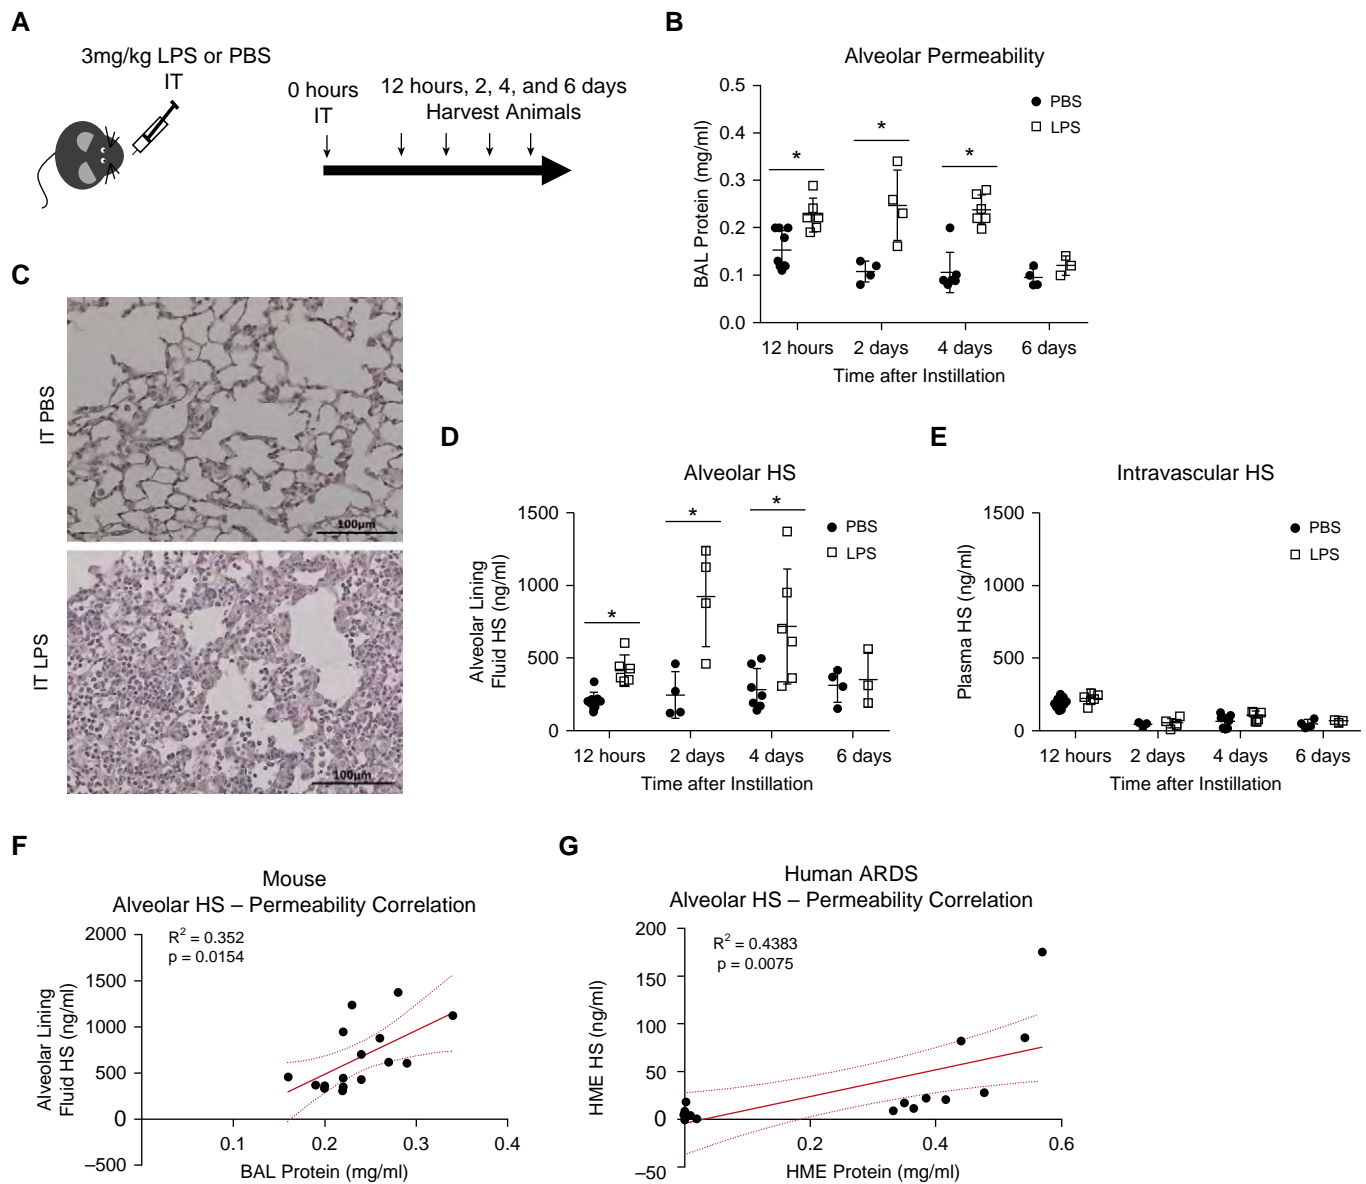 A
3mg/kg LPS or PBS
IT
0 hours
IT
12 hours, 2, 4, and 6 days
Harvest Animals
B
Alveolar Permeability
BAL Protein (mg/ml)
0.5
0.4
0.3
0.2
0.1
0.0
PBS
LPS
*
*
*
12 hours
2 days
4 days
6 days
Time after Instillation
C
IT PBS
100µm
IT LPS
100µm
D
Alveolar HS
Alveolar Lining
Fluid HS (ng/ml)
1500
1000
500
0
PBS
LPS
*
*
*
12 hours
2 days
4 days
6 days
Time after Instillation
E
Intravascular HS
Plasma HS (ng/ml)
1500
1000
500
0
PBS
LPS
12 hours
2 days
4 days
6 days
Time after Instillation
F
Mouse
Alveolar HS – Permeability Correlation
R² = 0.352
p = 0.0154
Alveolar Lining
Fluid HS (ng/ml)
2000
1500
1000
500
0
–500
0.1
0.2
0.3
0.4
BAL Protein (mg/ml)
G
Human ARDS
Alveolar HS – Permeability Correlation
R² = 0.4383
p = 0.0075
HME HS (ng/ml)
200
150
100
50
0
–50
0.2
0.4
0.6
HME Protein (mg/ml)